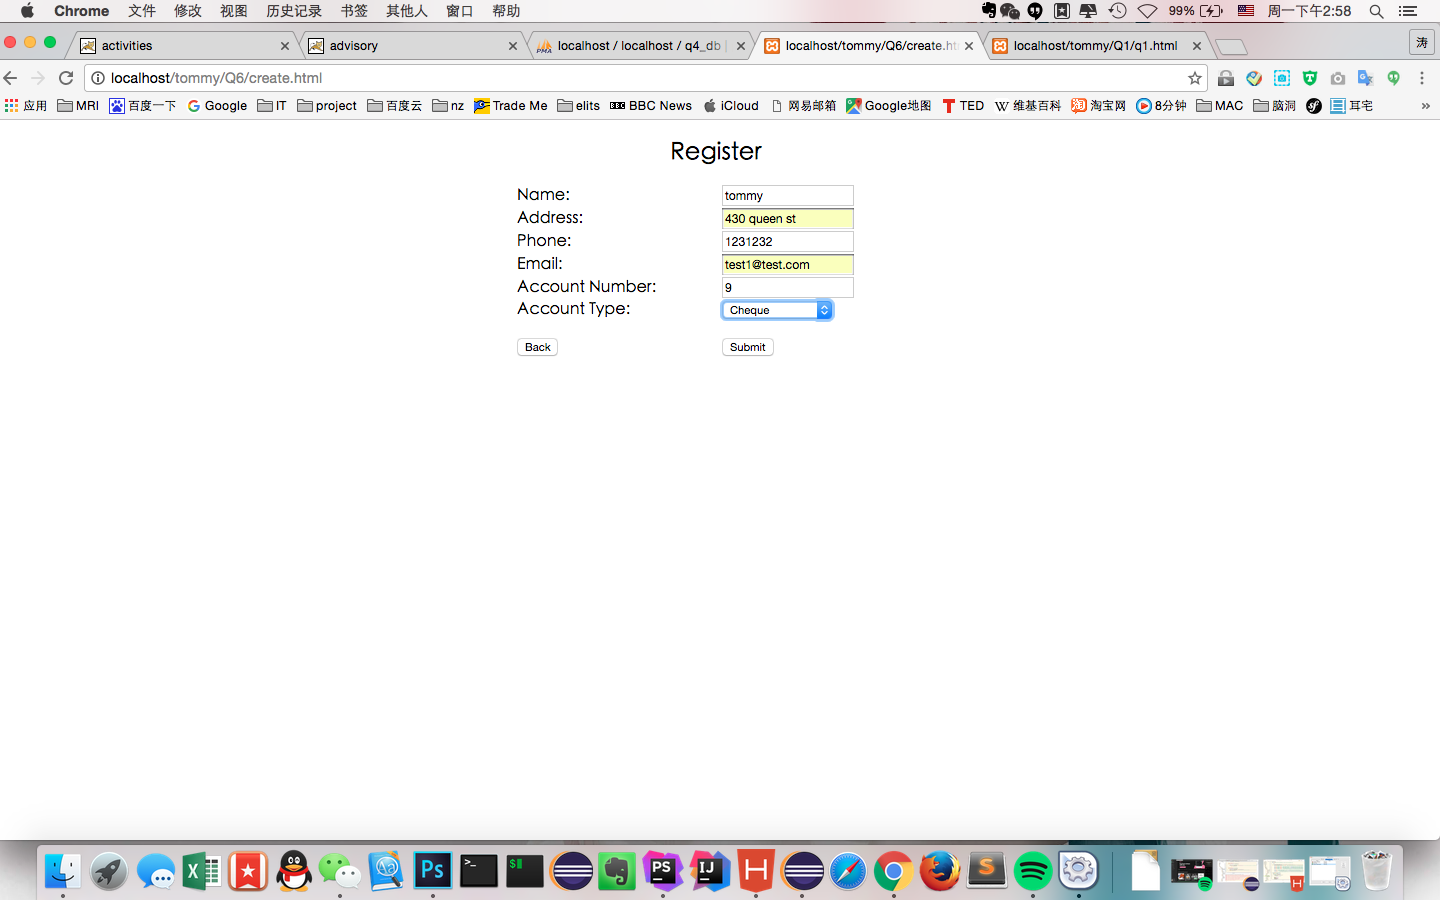 Chrome 文件 修改 视图 历史记录 书签 其他人 窗口 帮助 99% 周一下午2:58
activities advisory localhost / localhost / q4_db localhost/tommy/Q6/create.ht localhost/tommy/Q1/q1.html 涛
localhost/tommy/Q6/create.html
应用 MRI 百度一下 Google IT project 百度云 nz Trade Me elits BBC News iCloud 网易邮箱 Google地图 TED 维基百科 淘宝网 8分钟 MAC 脑洞 耳宅 »
Register
Name: tommy
Address: 430 queen st
Phone: 1231232
Email: test1@test.com
Account Number: 9
Account Type: Cheque
Back Submit
Ps >_ $ PS IJ H S